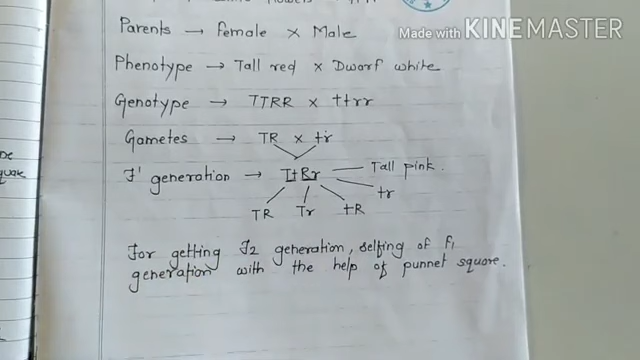 Made with KINEMASTER
Parents → Female × Male
Phenotype → Tall red × Dwarf white
Genotype → TTRR × ttrr
Gametes → TR × tr
F' generation → TtRr — Tall pink.
tr
TR Tr tR
For getting F2 generation, selfing of F1
generation with the help of punnet square.